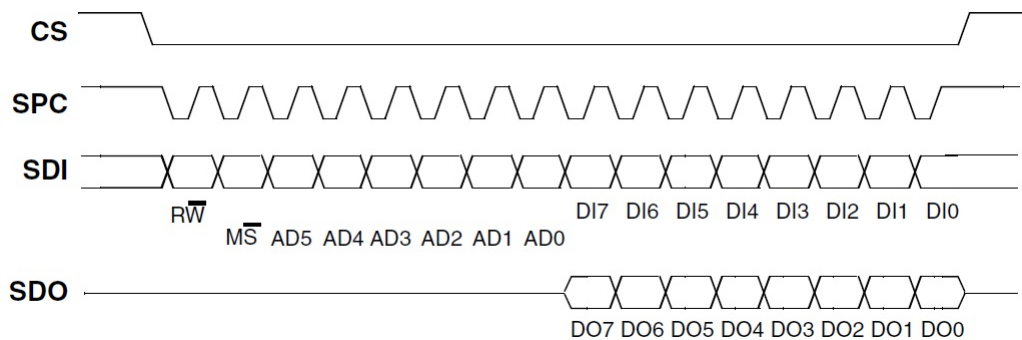 CS
SPC
SDI
RW̅
DI7 DI6 DI5 DI4 DI3 DI2 DI1 DI0
MS̅ AD5 AD4 AD3 AD2 AD1 AD0
SDO
DO7 DO6 DO5 DO4 DO3 DO2 DO1 DO0